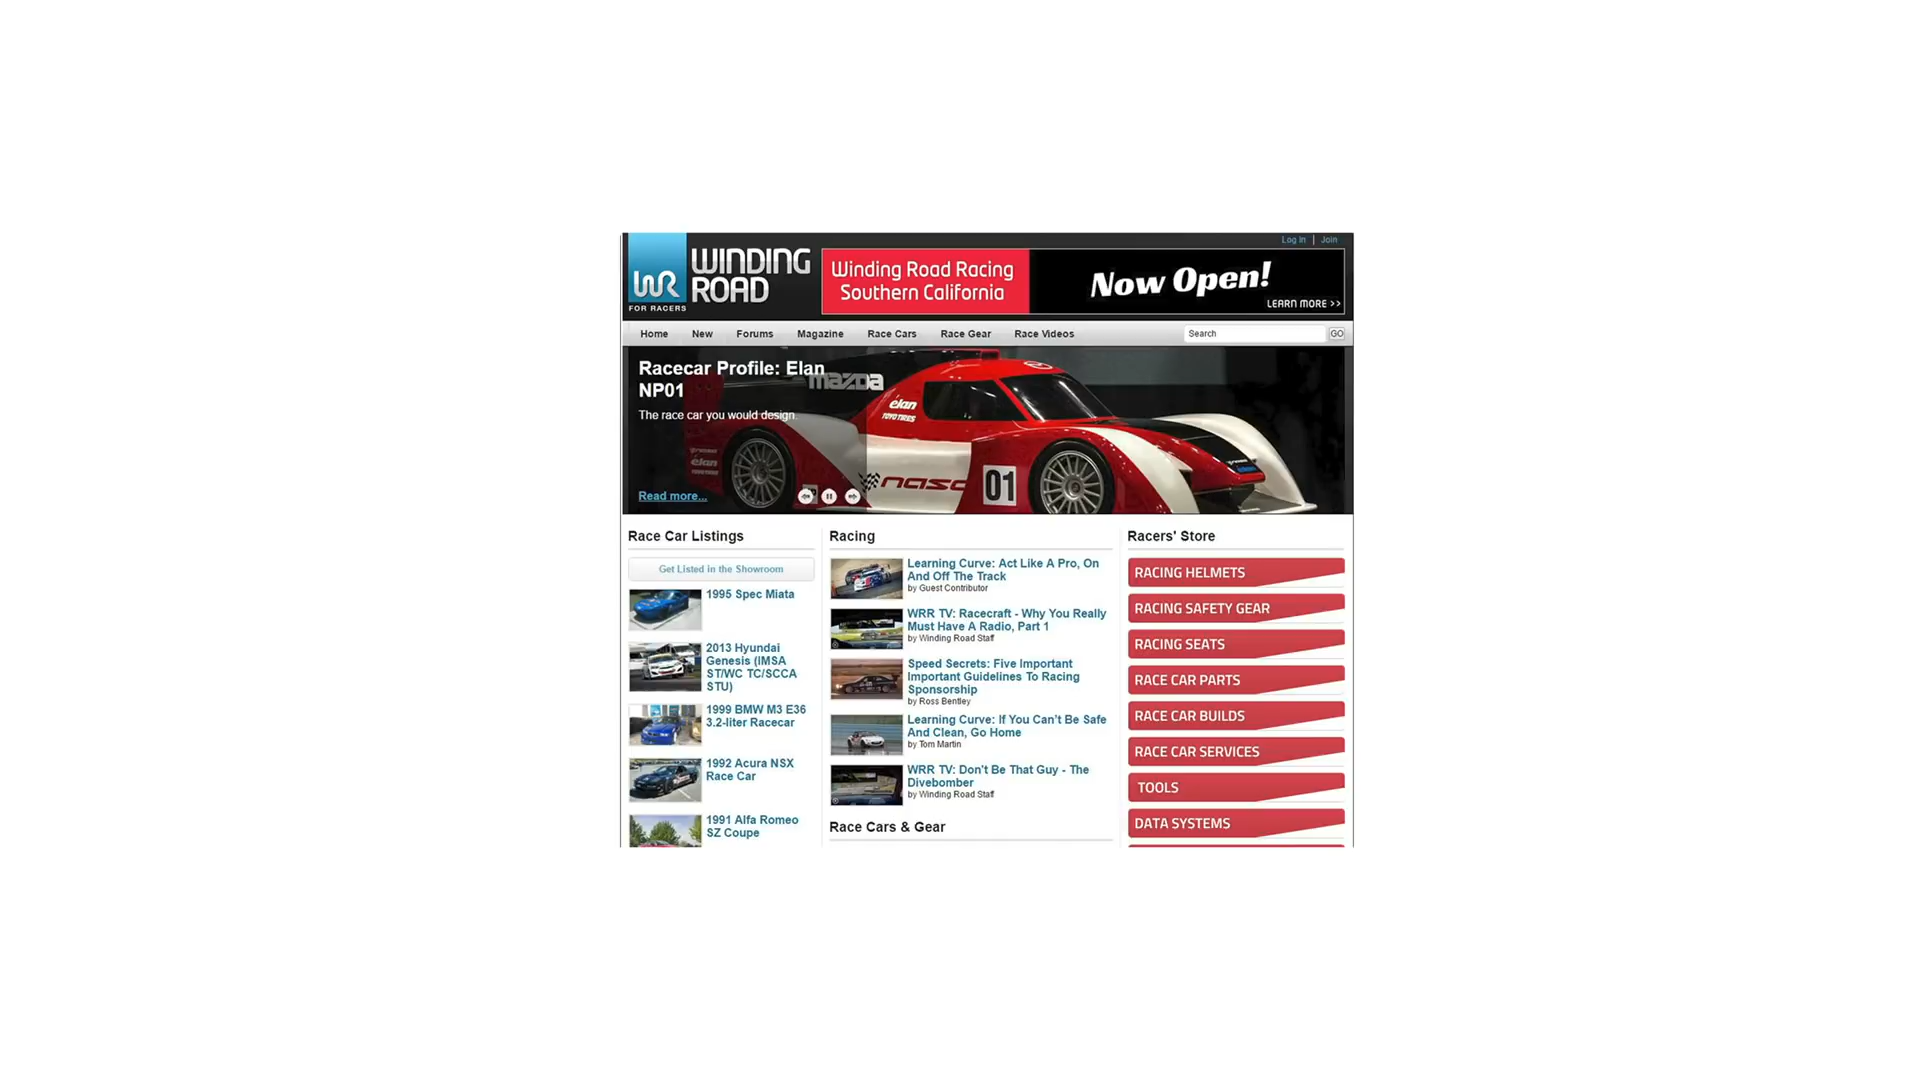 Log In | Join
WR
FOR RACERS
WINDING
ROAD
Winding Road Racing
Southern California
Now Open!
LEARN MORE >>
Home New Forums Magazine Race Cars Race Gear Race Videos
Search GO
Racecar Profile: Elan
NP01
The race car you would design.
Read more...
mazda
élan
TOYO TIRES
élan
nasa
01
Race Car Listings
Get Listed in the Showroom
1995 Spec Miata
2013 Hyundai
Genesis (IMSA
ST/WC TC/SCCA
STU)
1999 BMW M3 E36
3.2-liter Racecar
1992 Acura NSX
Race Car
1991 Alfa Romeo
SZ Coupe
Racing
Learning Curve: Act Like A Pro, On
And Off The Track
by Guest Contributor
WRR TV: Racecraft - Why You Really
Must Have A Radio, Part 1
by Winding Road Staff
Speed Secrets: Five Important
Important Guidelines To Racing
Sponsorship
by Ross Bentley
Learning Curve: If You Can't Be Safe
And Clean, Go Home
by Tom Martin
WRR TV: Don't Be That Guy - The
Divebomber
by Winding Road Staff
Race Cars & Gear
Racers' Store
RACING HELMETS
RACING SAFETY GEAR
RACING SEATS
RACE CAR PARTS
RACE CAR BUILDS
RACE CAR SERVICES
TOOLS
DATA SYSTEMS